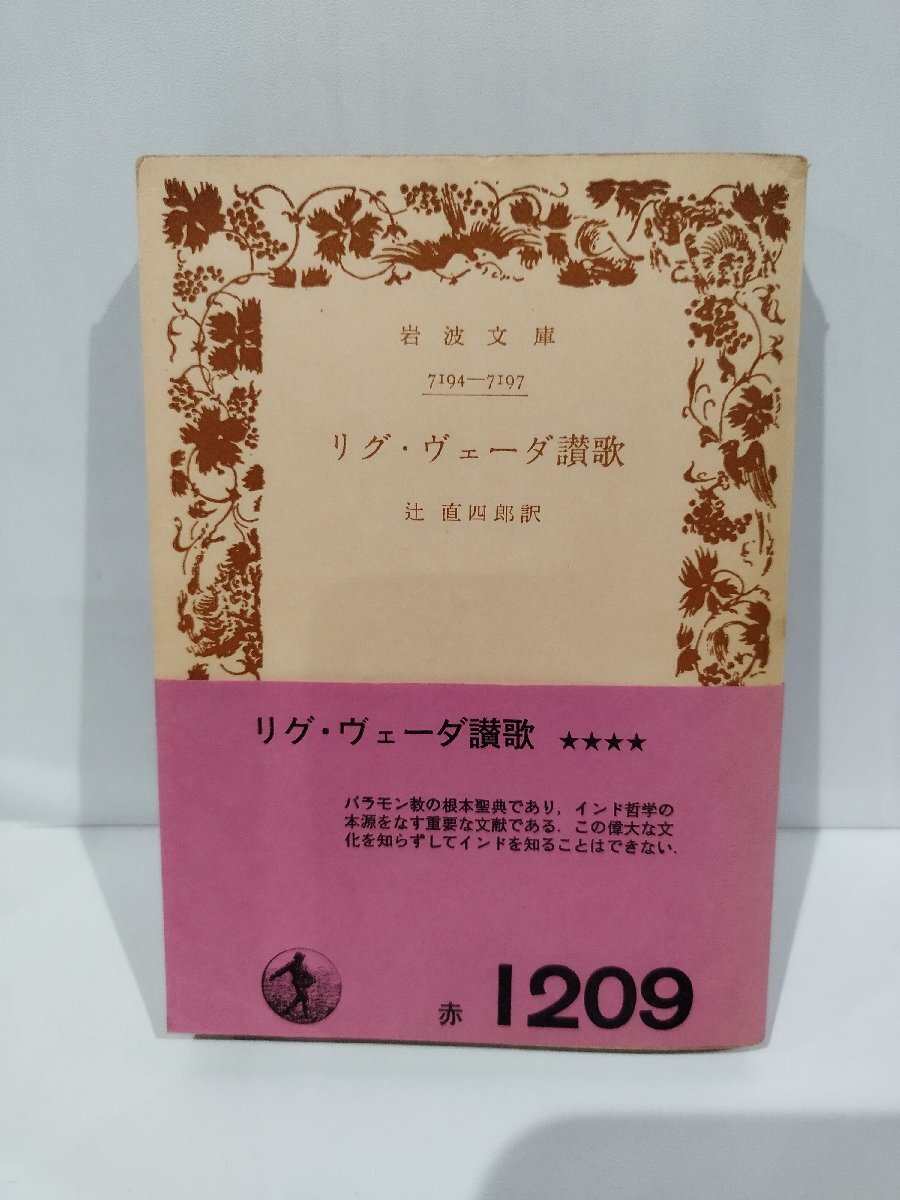 岩波文庫
7194―7197
リグ・ヴェーダ讃歌
辻 直四郎訳
リグ・ヴェーダ讃歌 ★★★★
バラモン教の根本聖典であり，インド哲学の
本源をなす重要な文献である．この偉大な文
化を知らずしてインドを知ることはできない．
赤 1209